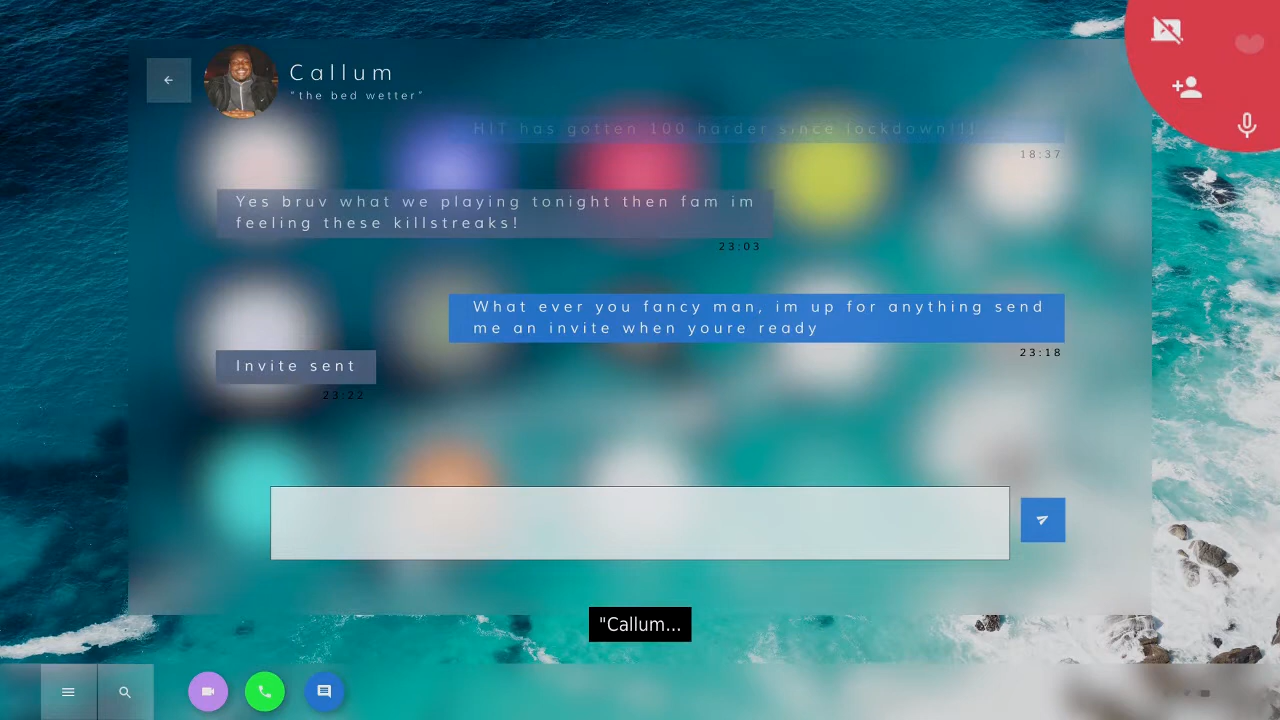 Callum
"the bed wetter"
HIT has gotten 100 harder since lockdown!!!
18:37
Yes bruv what we playing tonight then fam im
feeling these killstreaks!
23:03
What ever you fancy man, im up for anything send
me an invite when youre ready
23:18
Invite sent
23:22
"Callum...